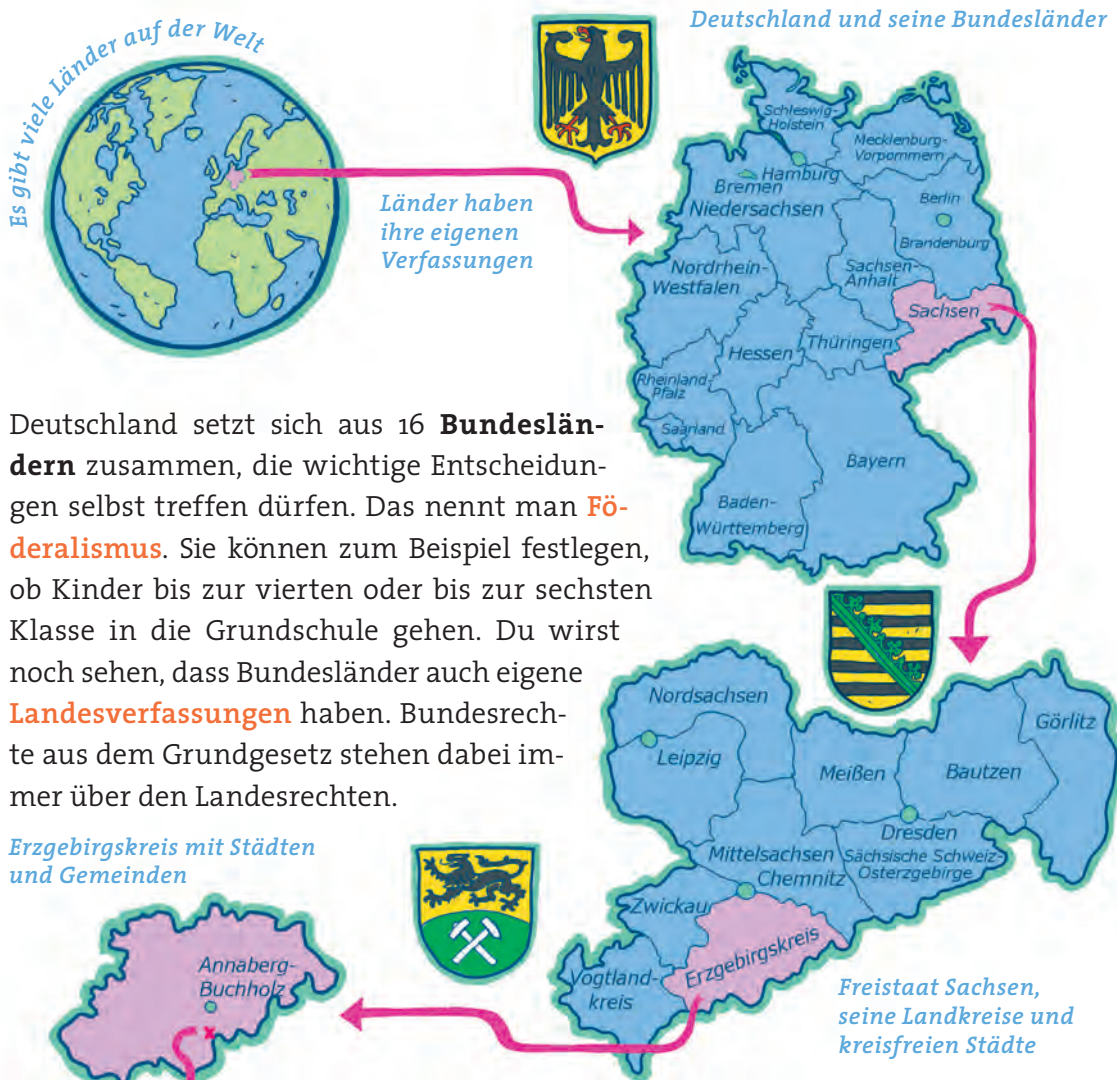 Es gibt viele Länder auf der Welt
Deutschland und seine Bundesländer
Länder haben
ihre eigenen
Verfassungen
Schleswig-
Holstein
Mecklenburg-
Vorpommern
Hamburg
Bremen
Niedersachsen
Berlin
Brandenburg
Nordrhein-
Westfalen
Sachsen-
Anhalt
Sachsen
Hessen
Thüringen
Rheinland-
Pfalz
Saarland
Bayern
Baden-
Württemberg
Deutschland setzt sich aus 16 Bundeslän-
dern zusammen, die wichtige Entscheidun-
gen selbst treffen dürfen. Das nennt man Fö-
deralismus. Sie können zum Beispiel festlegen,
ob Kinder bis zur vierten oder bis zur sechsten
Klasse in die Grundschule gehen. Du wirst
noch sehen, dass Bundesländer auch eigene
Landesverfassungen haben. Bundesrech-
te aus dem Grundgesetz stehen dabei im-
mer über den Landesrechten.
Nordsachsen
Leipzig
Meißen
Bautzen
Görlitz
Dresden
Mittelsachsen
Chemnitz
Sächsische Schweiz-
Osterzgebirge
Zwickau
Erzgebirgskreis
Vogtland-
kreis
Freistaat Sachsen,
seine Landkreise und
kreisfreien Städte
Erzgebirgskreis mit Städten
und Gemeinden
Annaberg-
Buchholz